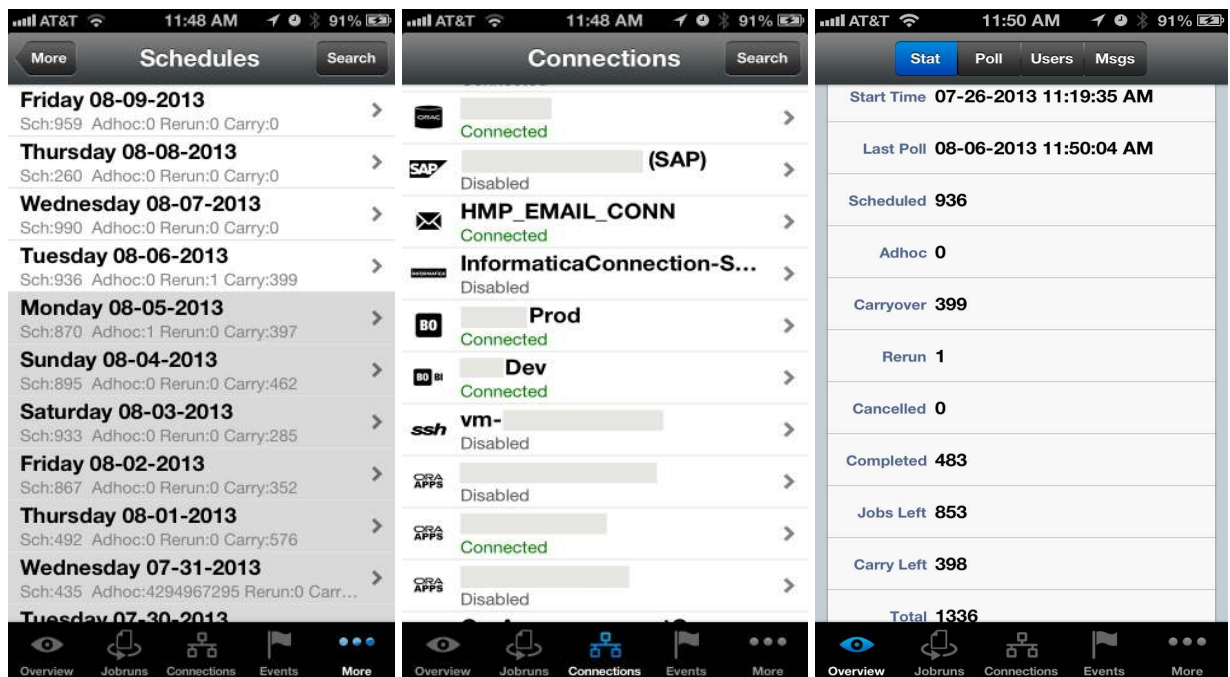 AT&T 11:48 AM 91%
More Schedules Search
Friday 08-09-2013
Sch:959 Adhoc:0 Rerun:0 Carry:0
Thursday 08-08-2013
Sch:260 Adhoc:0 Rerun:0 Carry:0
Wednesday 08-07-2013
Sch:990 Adhoc:0 Rerun:0 Carry:0
Tuesday 08-06-2013
Sch:936 Adhoc:0 Rerun:1 Carry:399
Monday 08-05-2013
Sch:870 Adhoc:1 Rerun:0 Carry:397
Sunday 08-04-2013
Sch:895 Adhoc:0 Rerun:0 Carry:462
Saturday 08-03-2013
Sch:933 Adhoc:0 Rerun:0 Carry:285
Friday 08-02-2013
Sch:867 Adhoc:0 Rerun:0 Carry:352
Thursday 08-01-2013
Sch:492 Adhoc:0 Rerun:0 Carry:576
Wednesday 07-31-2013
Sch:435 Adhoc:4294967295 Rerun:0 Carr...
Tuesday 07-30-2013
Overview Jobruns Connections Events More
AT&T 11:48 AM 91%
Connections Search
Connected
ORAC
Connected
SAP (SAP)
Disabled
HMP_EMAIL_CONN
Connected
INFORMATICA InformaticaConnection-S...
Disabled
BO Prod
Connected
BO BI Dev
Connected
ssh vm-
Disabled
ORA APPS
Disabled
ORA APPS
Connected
ORA APPS
Disabled
Overview Jobruns Connections Events More
AT&T 11:50 AM 91%
Stat Poll Users Msgs
Start Time 07-26-2013 11:19:35 AM
Last Poll 08-06-2013 11:50:04 AM
Scheduled 936
Adhoc 0
Carryover 399
Rerun 1
Cancelled 0
Completed 483
Jobs Left 853
Carry Left 398
Total 1336
Overview Jobruns Connections Events More